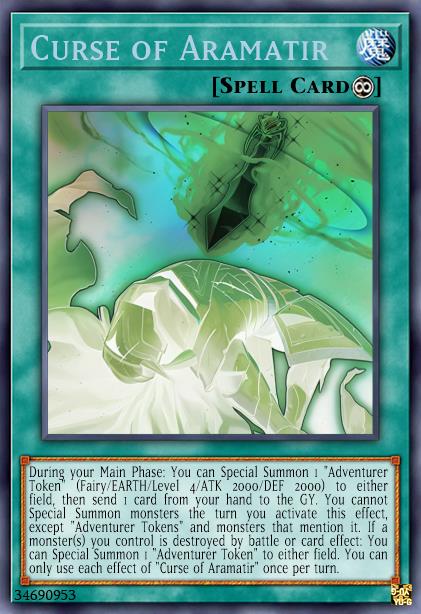 CURSE OF ARAMATIR
魔
[SPELL CARD]
During your Main Phase: You can Special Summon 1 "Adventurer
Token" (Fairy/EARTH/Level 4/ATK 2000/DEF 2000) to either
field, then send 1 card from your hand to the GY. You cannot
Special Summon monsters the turn you activate this effect,
except "Adventurer Tokens" and monsters that mention it. If a
monster(s) you control is destroyed by battle or card effect: You
can Special Summon 1 "Adventurer Token" to either field. You can
only use each effect of "Curse of Aramatir" once per turn.
34690953